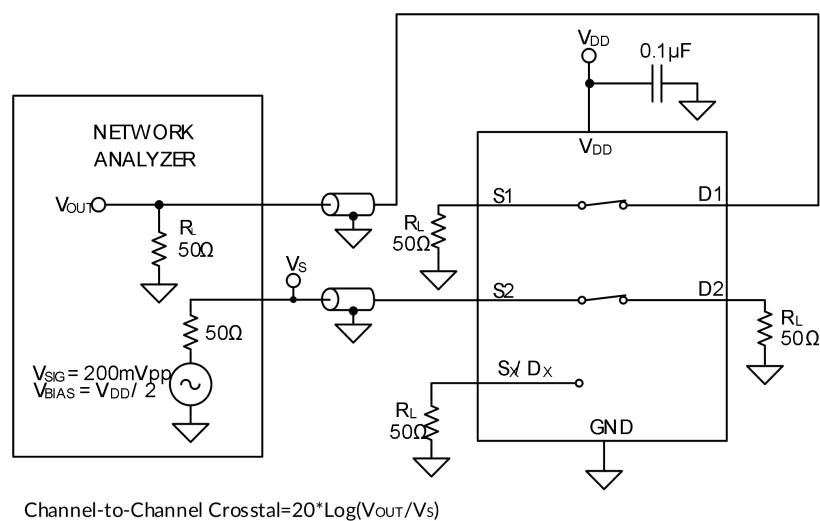 VDD
0.1µF
NETWORK
ANALYZER
VDD
VOUT
S1
D1
RL
50Ω
RL
50Ω
VS
S2
D2
50Ω
RL
50Ω
VSIG = 200mVpp
VBIAS = VDD / 2
SX/ DX
RL
50Ω
GND
Channel-to-Channel Crosstal=20*Log(VOUT/VS)